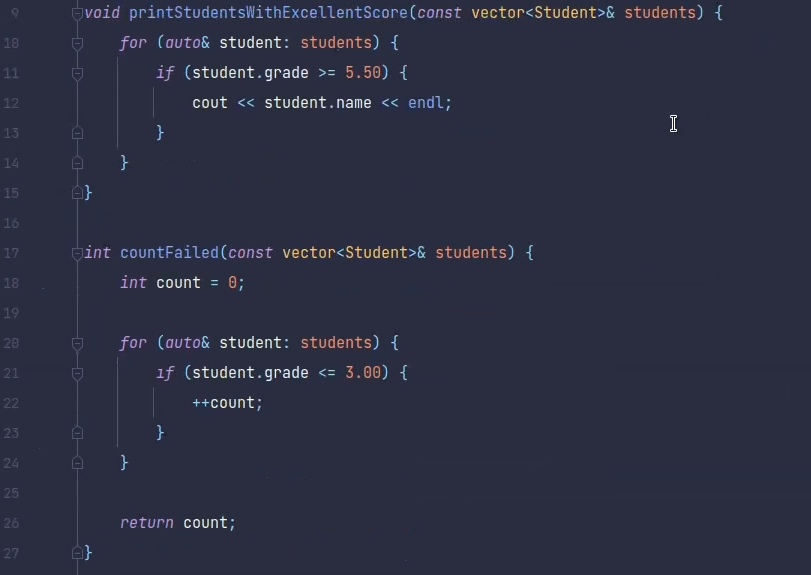 9 void printStudentsWithExcellentScore(const vector<Student>& students) {
10 for (auto& student: students) {
11 if (student.grade >= 5.50) {
12 cout << student.name << endl;
13 }
14 }
15 }
16
17 int countFailed(const vector<Student>& students) {
18 int count = 0;
19
20 for (auto& student: students) {
21 if (student.grade <= 3.00) {
22 ++count;
23 }
24 }
25
26 return count;
27 }